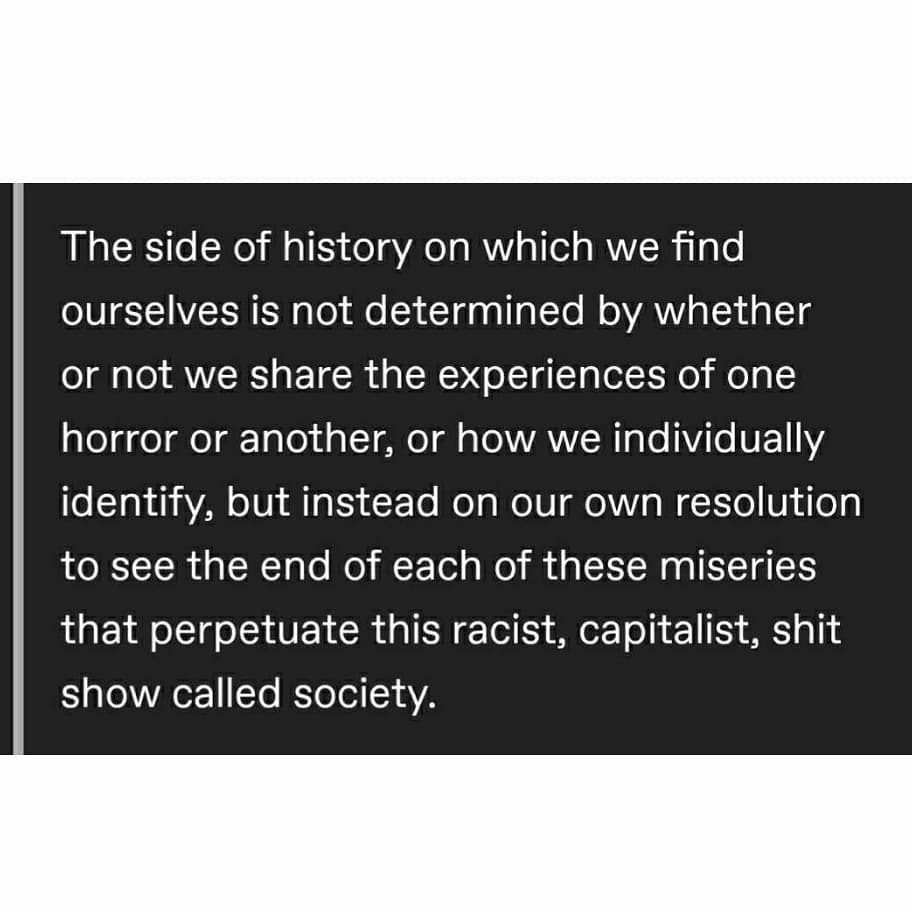 The side of history on which we find
ourselves is not determined by whether
or not we share the experiences of one
horror or another, or how we individually
identify, but instead on our own resolution
to see the end of each of these miseries
that perpetuate this racist, capitalist, shit
show called society.